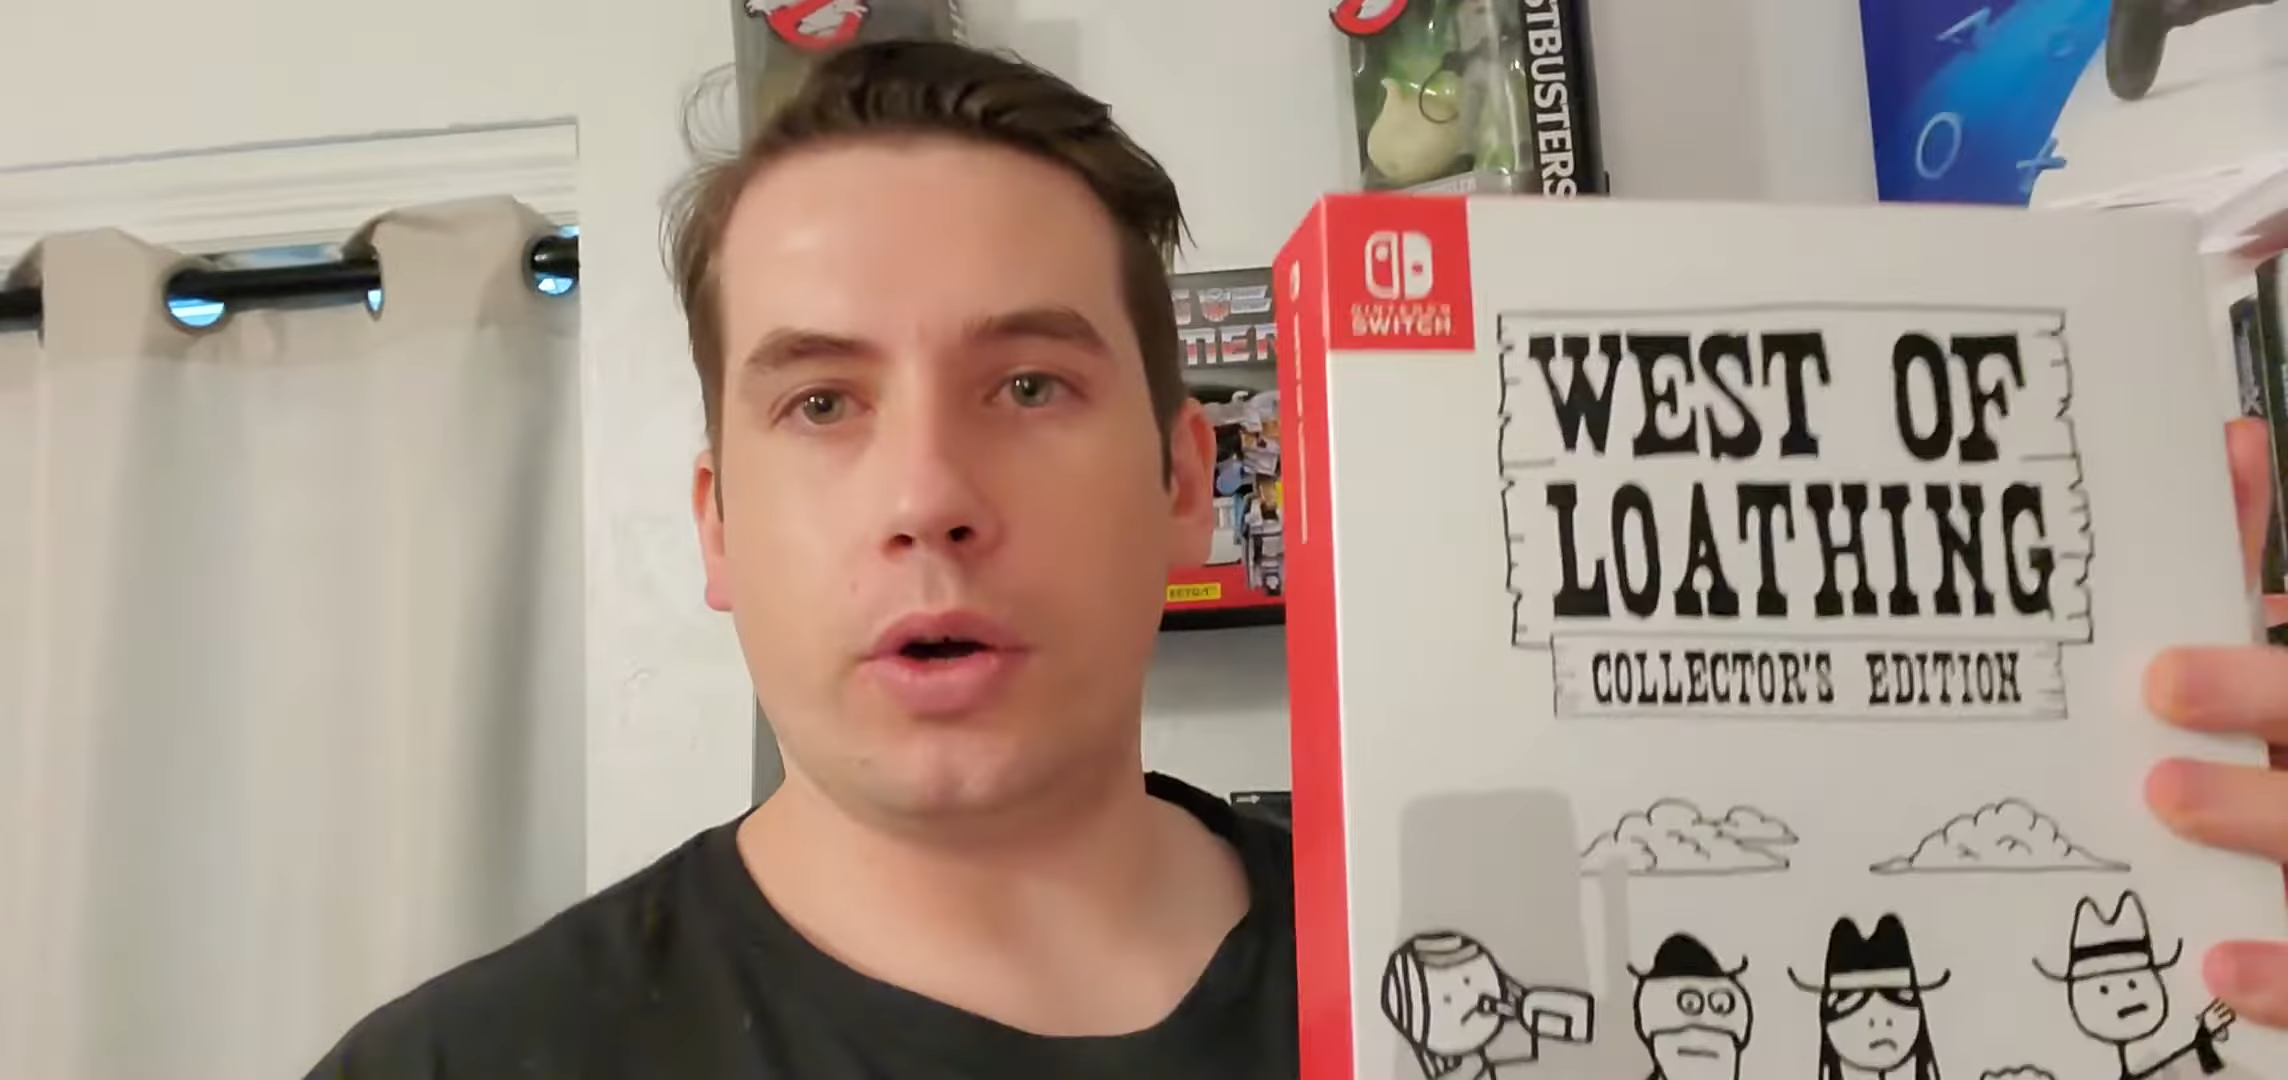 STBUSTERS
NINTENDO
SWITCH
WEST OF
LOATHING
COLLECTOR'S EDITION